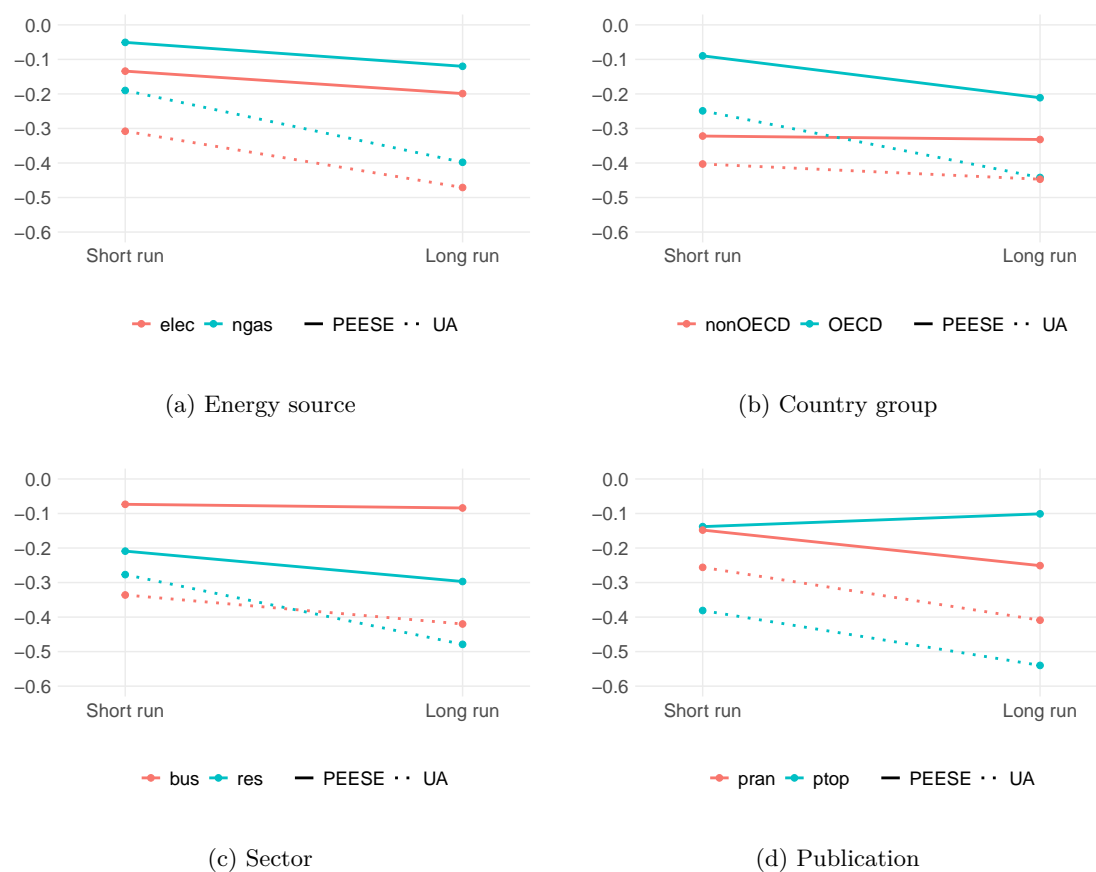 0.0
−0.1
−0.2
−0.3
−0.4
−0.5
−0.6
Short run Long run
elec ngas PEESE UA
(a) Energy source
0.0
−0.1
−0.2
−0.3
−0.4
−0.5
−0.6
Short run Long run
nonOECD OECD PEESE UA
(b) Country group
0.0
−0.1
−0.2
−0.3
−0.4
−0.5
−0.6
Short run Long run
bus res PEESE UA
(c) Sector
0.0
−0.1
−0.2
−0.3
−0.4
−0.5
−0.6
Short run Long run
pran ptop PEESE UA
(d) Publication